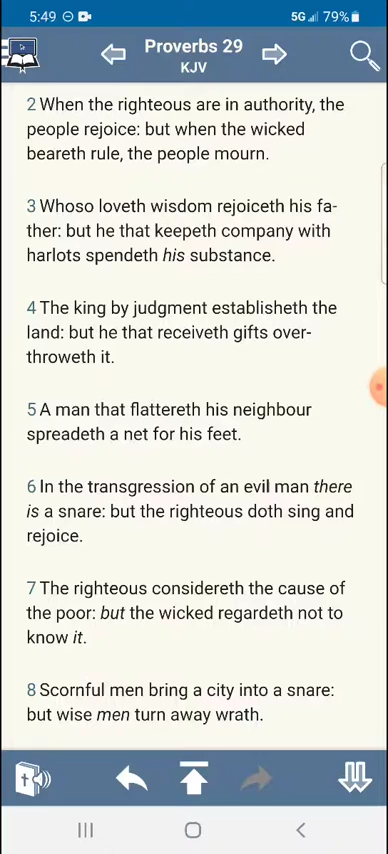 5:49 5G 79%
Proverbs 29
KJV
2 When the righteous are in authority, the
people rejoice: but when the wicked
beareth rule, the people mourn.
3 Whoso loveth wisdom rejoiceth his fa-
ther: but he that keepeth company with
harlots spendeth his substance.
4 The king by judgment establisheth the
land: but he that receiveth gifts over-
throweth it.
5 A man that flattereth his neighbour
spreadeth a net for his feet.
6 In the transgression of an evil man there
is a snare: but the righteous doth sing and
rejoice.
7 The righteous considereth the cause of
the poor: but the wicked regardeth not to
know it.
8 Scornful men bring a city into a snare:
but wise men turn away wrath.